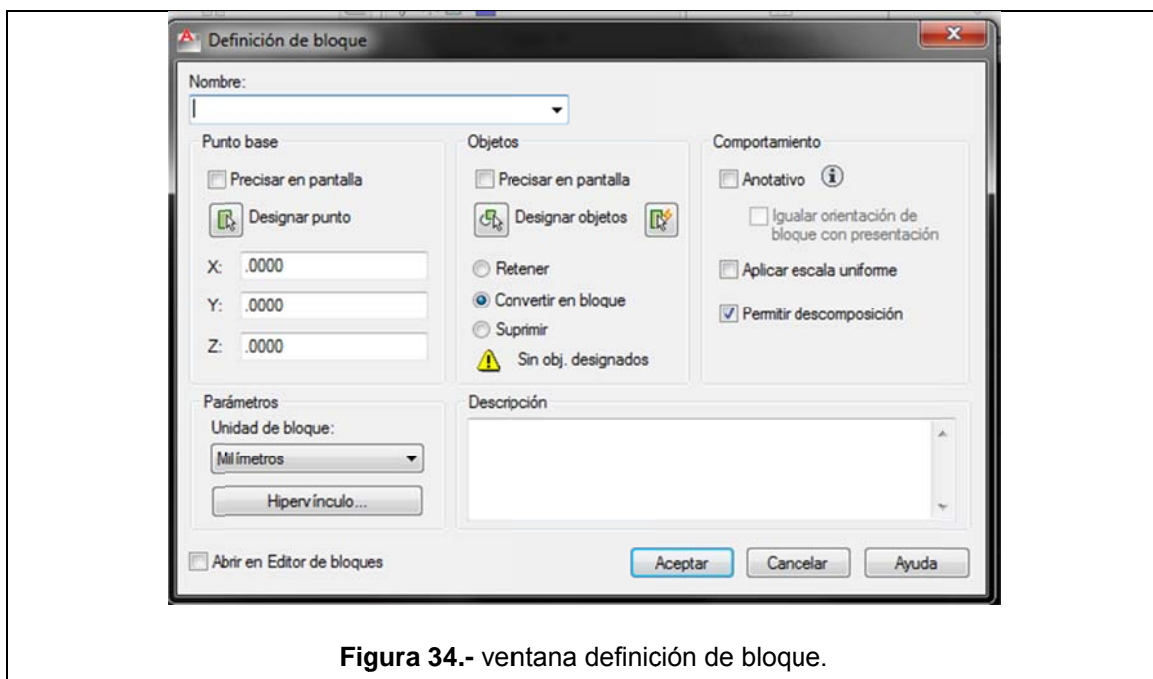 Definición de bloque
Nombre:
Punto base
Precisar en pantalla
Designar punto
X: .0000
Y: .0000
Z: .0000
Objetos
Precisar en pantalla
Designar objetos
Retener
Convertir en bloque
Suprimir
Sin obj. designados
Comportamiento
Anotativo
Igualar orientación de
bloque con presentación
Aplicar escala uniforme
Permitir descomposición
Parámetros
Unidad de bloque:
Milímetros
Hipervínculo...
Descripción
Abrir en Editor de bloques
Aceptar
Cancelar
Ayuda
Figura 34.- ventana definición de bloque.